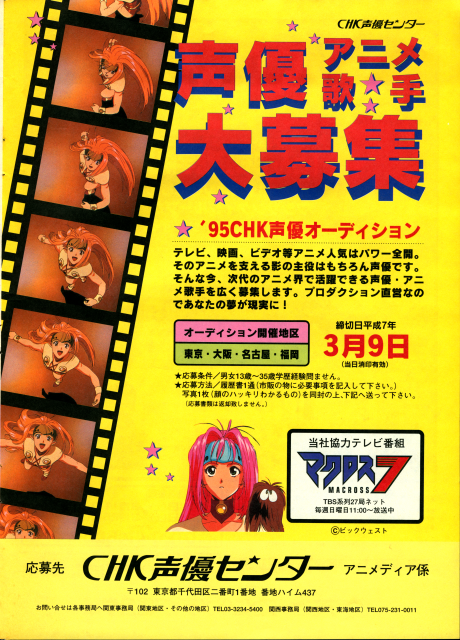 CHK声優センター
声優アニメ歌手
大募集
★'95CHK声優オーディション
テレビ、映画、ビデオ等アニメ人気はパワー全開。
そのアニメを支える影の主役はもちろん声優です。
そんな今、次代のアニメ界で活躍できる声優・アニ
メ歌手を広く募集します。プロダクション直営なの
であなたの夢が現実に!
オーディション開催地区
東京・大阪・名古屋・福岡
締切日平成7年
3月9日
(当日消印有効)
★応募条件/男女13歳〜35歳学歴経験問ません。
★応募方法/履歴書1通(市販の物に必要事項を記入して下さい。)
写真1枚(顔のハッキリわかるもの)を同封の上、下記へ送って下さい。
(応募書類は返却致しません。)
当社協力テレビ番組
マクロス7
MACROSS
TBS系列27局ネット
毎週日曜日11:00〜放送中
©ビックウェスト
応募先 CHK声優センター アニメディア係
〒102 東京都千代田区二番町1番地 番地ハイム437
お問い合せは各事務局へ関東事務局(関東地区・その他の地区)TEL03-3234-5400 関西事務局(関西地区・東海地区)TEL075-231-0011